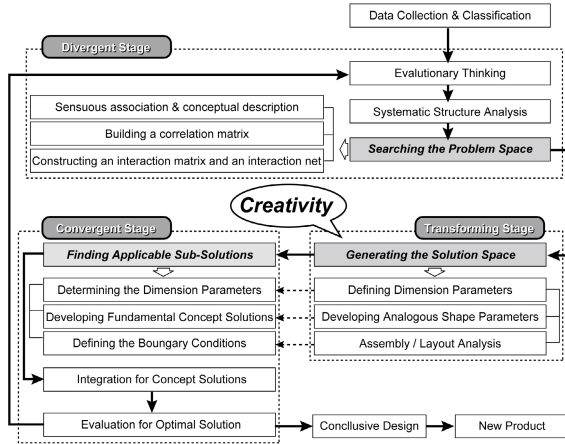 Data Collection & Classification
Divergent Stage
Evalutionary Thinking
Sensuous association & conceptual description
Systematic Structure Analysis
Building a correlation matrix
Searching the Problem Space
Constructing an interaction matrix and an interaction net
Creativity
Convergent Stage
Transforming Stage
Finding Applicable Sub-Solutions
Generating the Solution Space
Determining the Dimension Parameters
Defining Dimension Parameters
Developing Fundamental Concept Solutions
Developing Analogous Shape Parameters
Defining the Boungary Conditions
Assembly / Layout Analysis
Integration for Concept Solutions
Evaluation for Optimal Solution
Concllusive Design
New Product